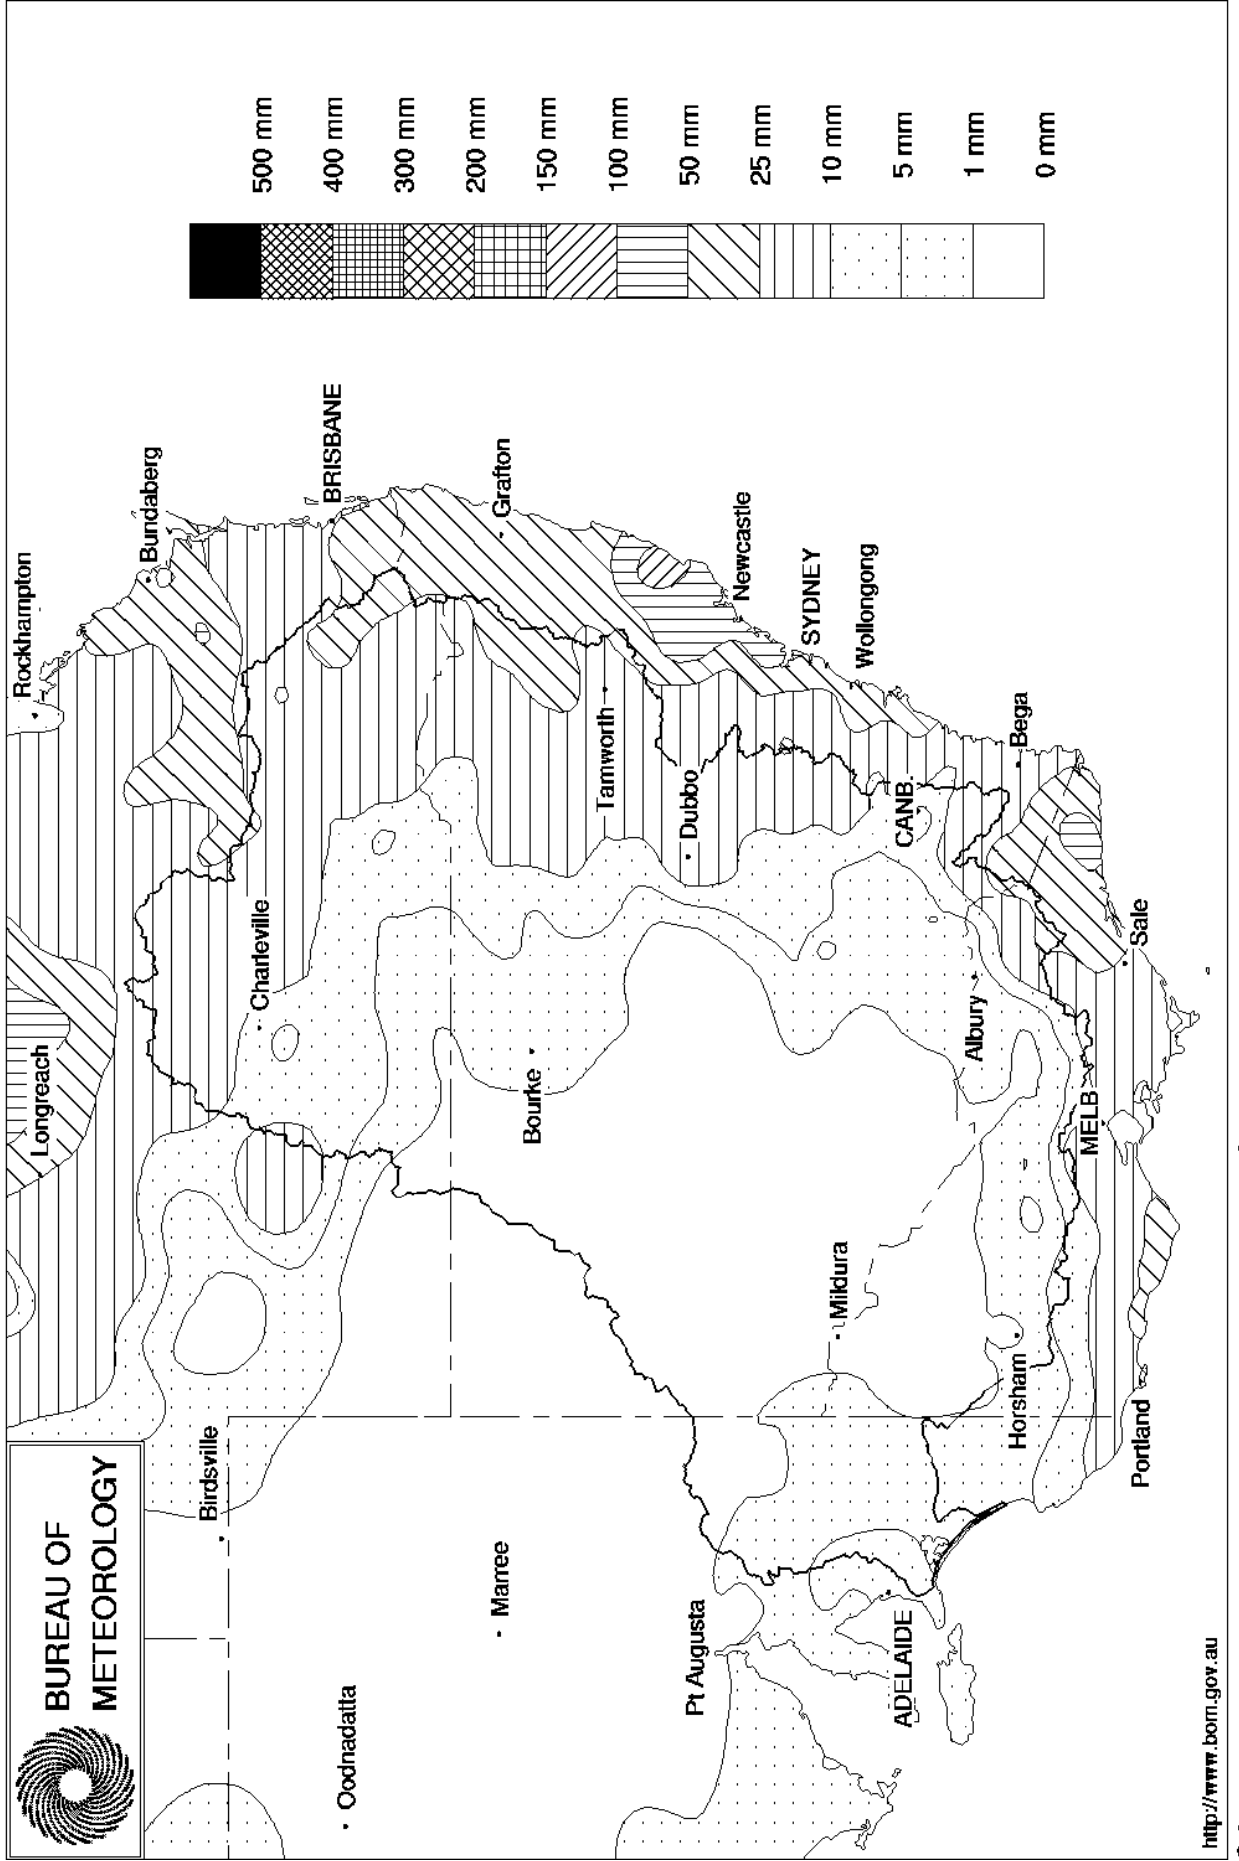 BUREAU OF
METEOROLOGY
Rockhampton
Longreach
Bundaberg
Birdsville
Charleville
BRISBANE
Oodnadatta
Marree
Bourke
Grafton
Tamworth
Pt Augusta
Dubbo
Newcastle
Mildura
SYDNEY
Wollongong
ADELAIDE
CANB.
Albury
Horsham
Bega
MELB
Portland
Sale
500 mm
400 mm
300 mm
200 mm
150 mm
100 mm
50 mm
25 mm
10 mm
5 mm
1 mm
0 mm
http://www.bom.gov.au